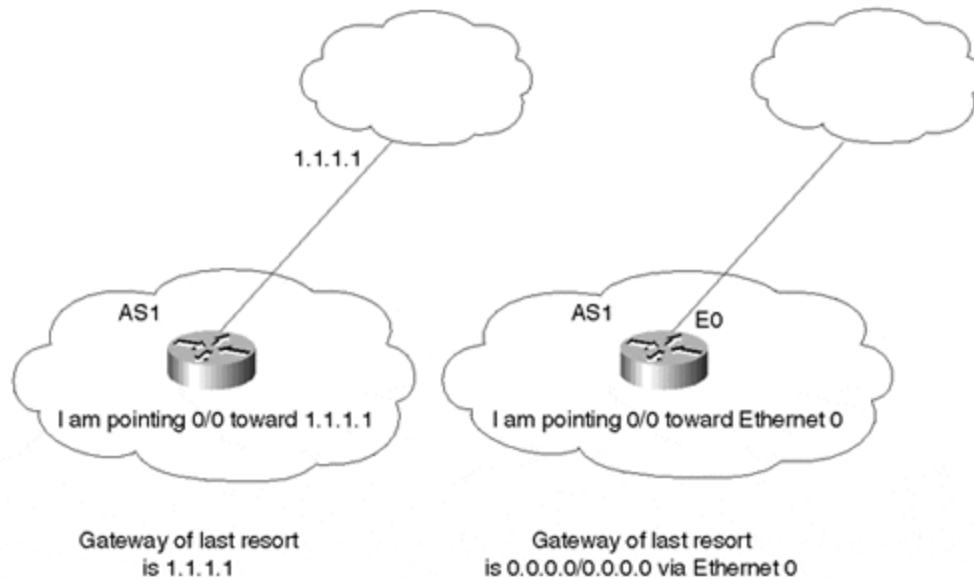 1.1.1.1
AS1
I am pointing 0/0 toward 1.1.1.1
Gateway of last resort
is 1.1.1.1
AS1
E0
I am pointing 0/0 toward Ethernet 0
Gateway of last resort
is 0.0.0.0/0.0.0.0 via Ethernet 0